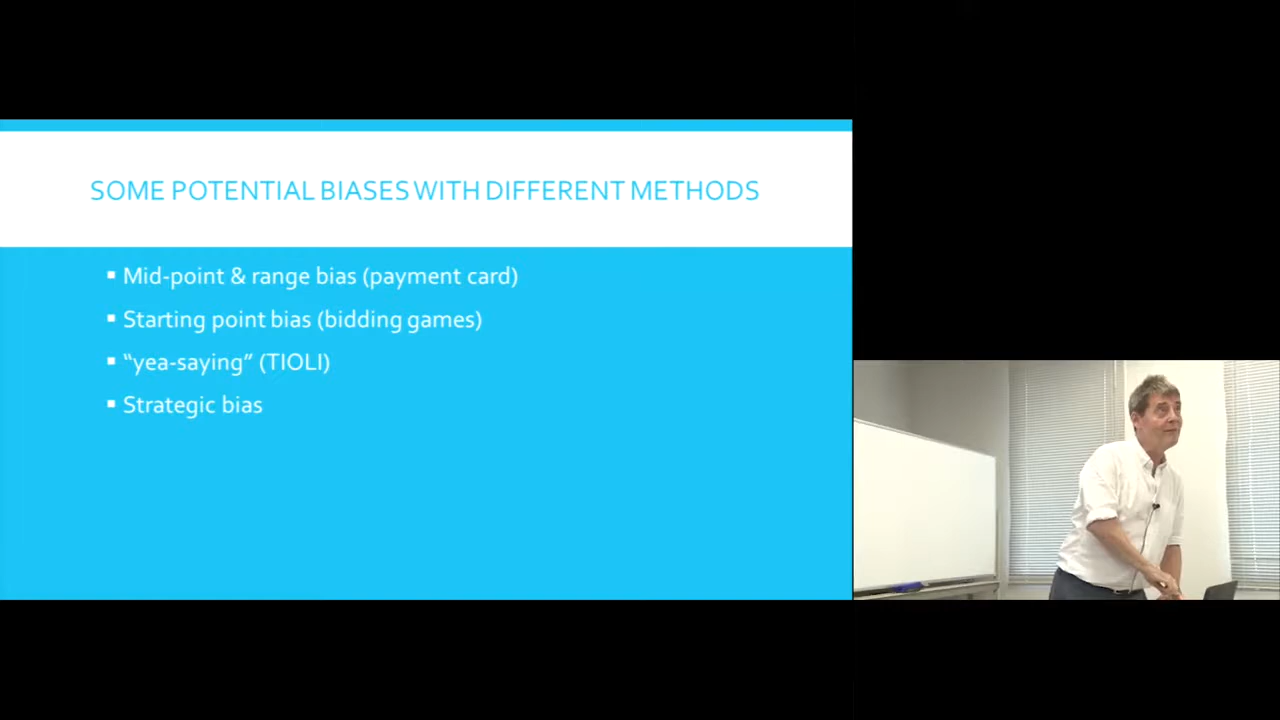 SOME POTENTIAL BIASES WITH DIFFERENT METHODS
▪ Mid-point & range bias (payment card)
▪ Starting point bias (bidding games)
▪ “yea-saying” (TIOLI)
▪ Strategic bias